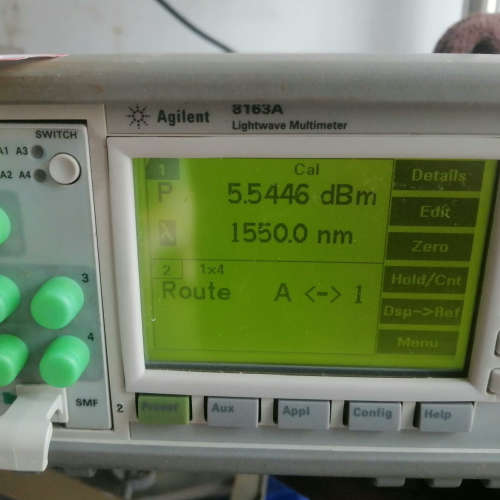 Agilent
8163A
Lightwave Multimeter
SWITCH
A1 A3
A2 A4
3
4
SMF
2
1 Cal
P 5.5446 dBm
λ 1550.0 nm
2 1x4
Route A <-> 1
Details
Edit
Zero
Hold/Cnt
Dsp->Ref
Menu
Preset
Aux
Appl
Config
Help